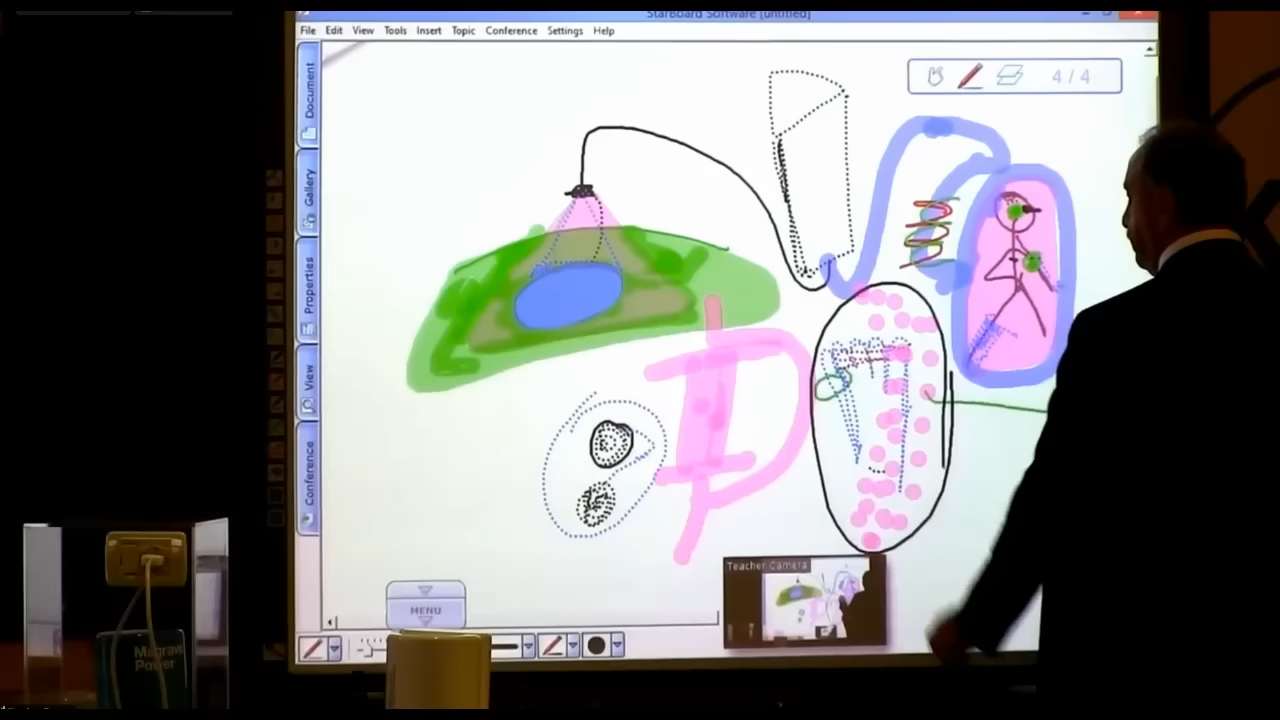 StarBoard Software [untitled]
File Edit View Tools Insert Topic Conference Settings Help
4 / 4
Document
Gallery
Properties
View
Conference
Teacher Camera
MENU
Magrav
Power